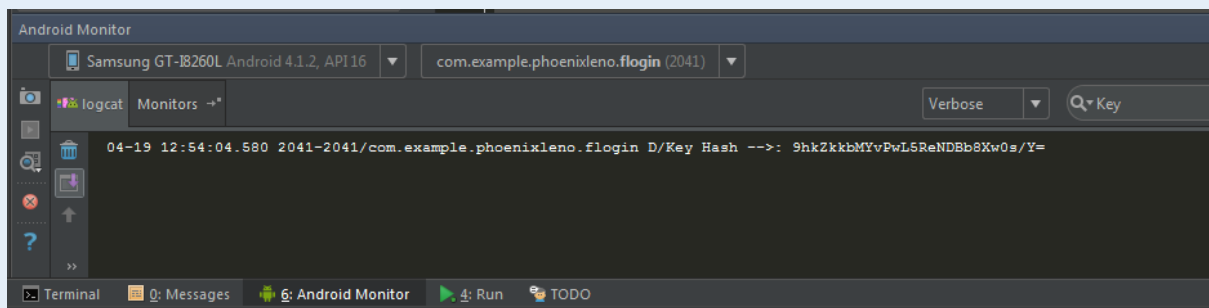 Android Monitor
Samsung GT-I8260L Android 4.1.2, API 16 com.example.phoenixleno.flogin (2041)
logcat Monitors →" Verbose Key
04-19 12:54:04.580 2041-2041/com.example.phoenixleno.flogin D/Key Hash -->: 9hkZkkbMYvPwL5ReNDBb8Xw0s/Y=
? 
>>
Terminal 0: Messages 6: Android Monitor 4: Run TODO